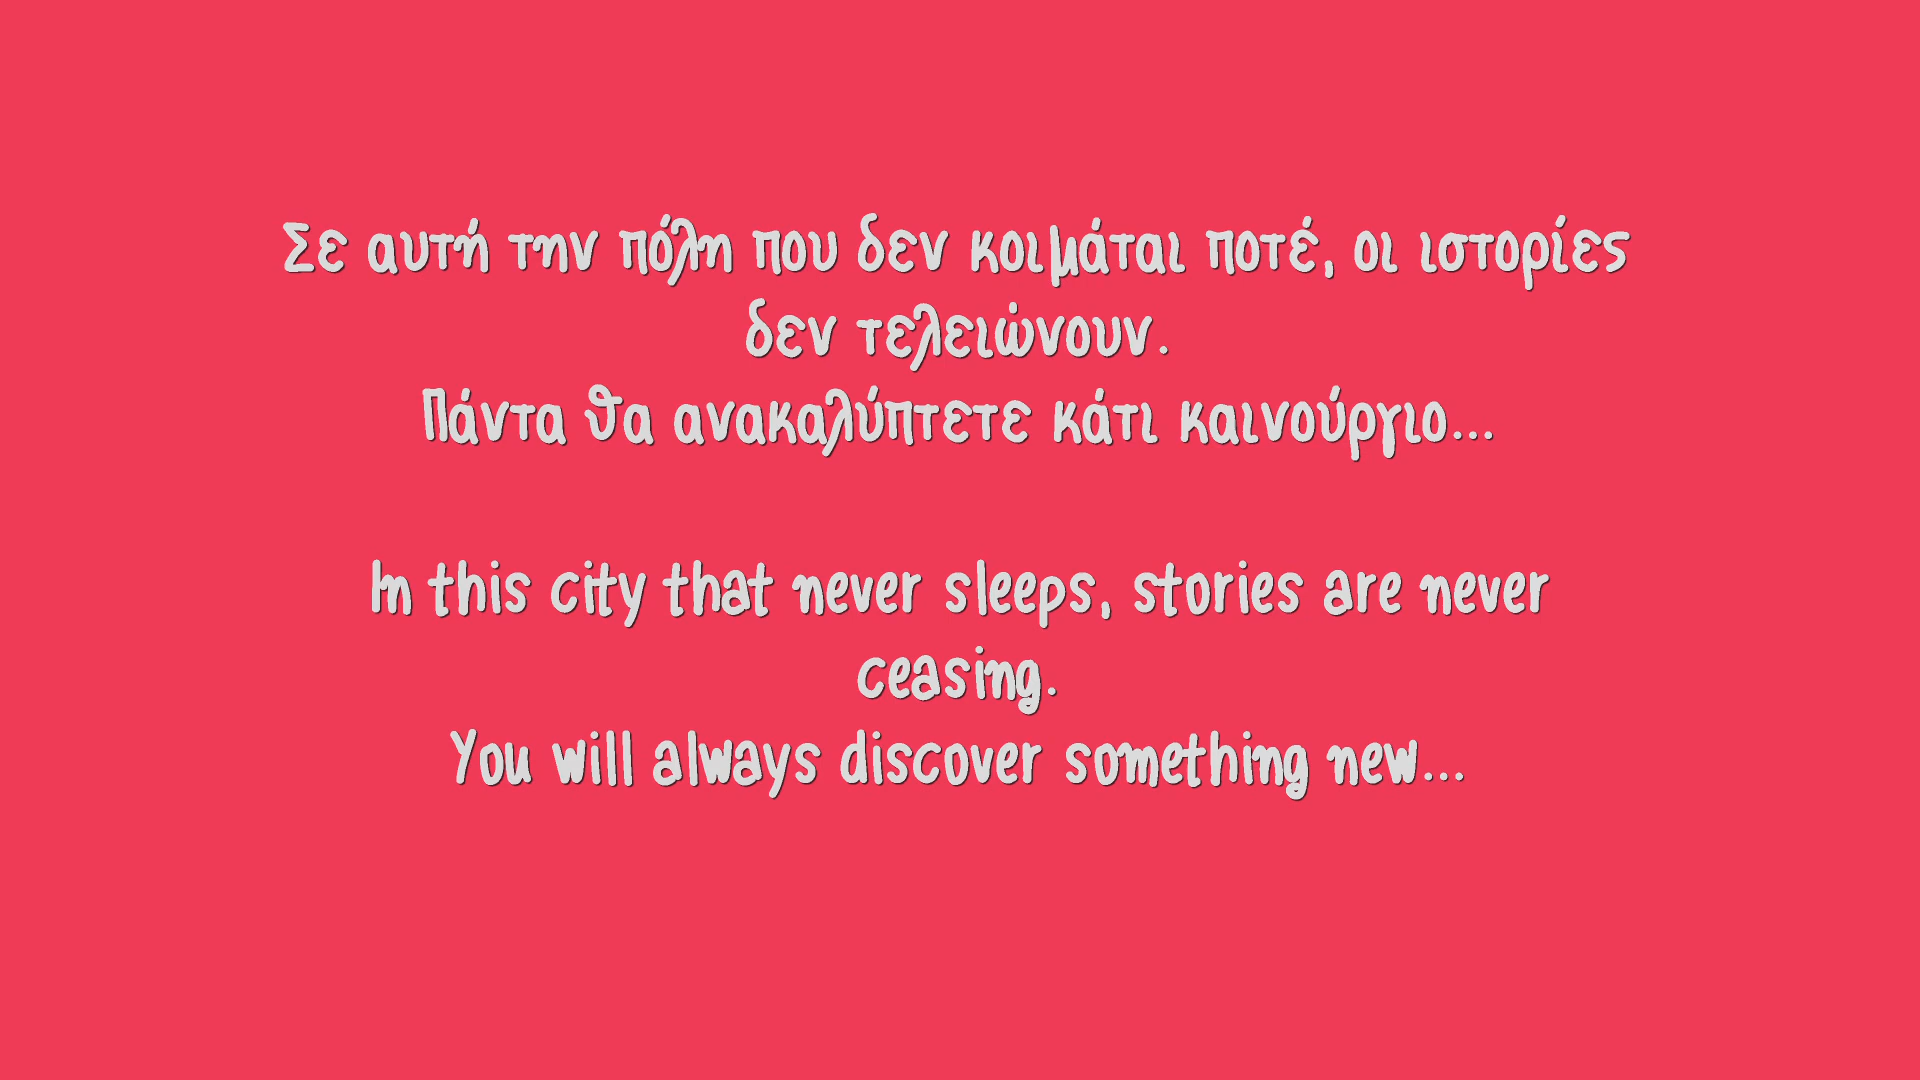 Σε αυτή την πόλη που δεν κοιμάται ποτέ, οι ιστορίες
δεν τελειώνουν.
Πάντα θα ανακαλύπτετε κάτι καινούργιο...
In this city that never sleeps, stories are never
ceasing.
You will always discover something new...